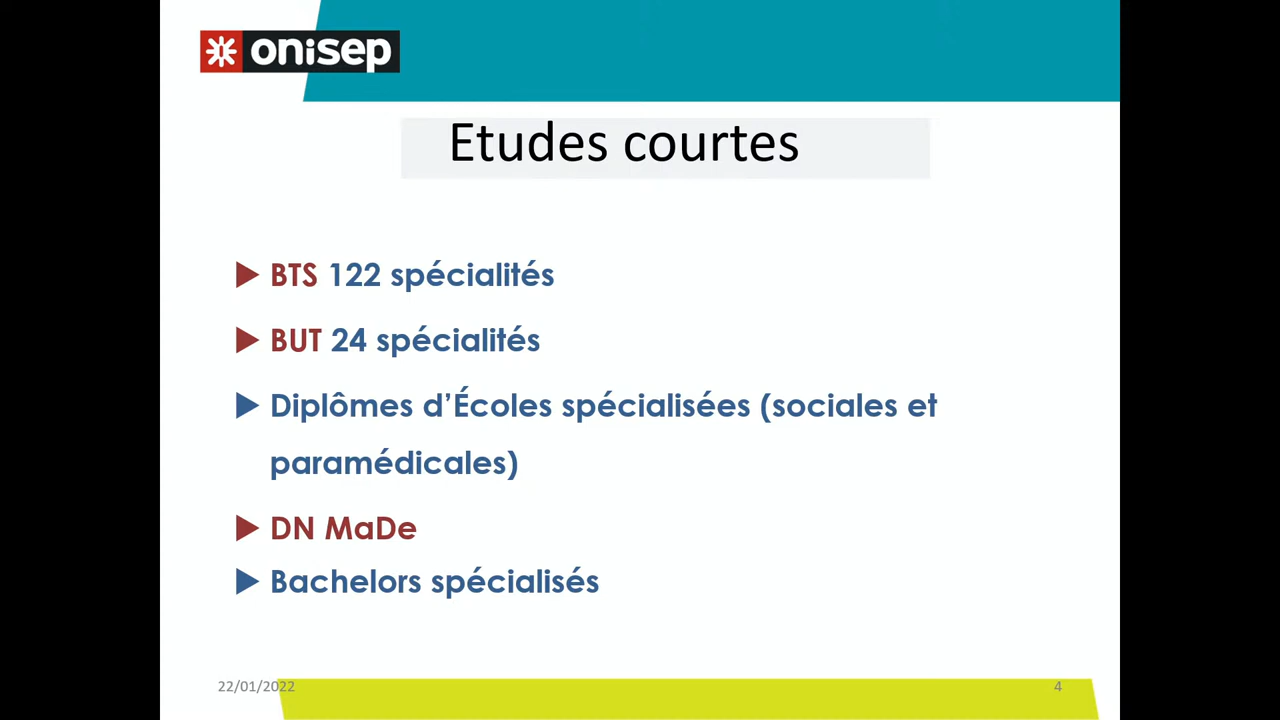 onisep
Etudes courtes
BTS 122 spécialités
BUT 24 spécialités
Diplômes d'Écoles spécialisées (sociales et
paramédicales)
DN MaDe
Bachelors spécialisés
22/01/2022
4